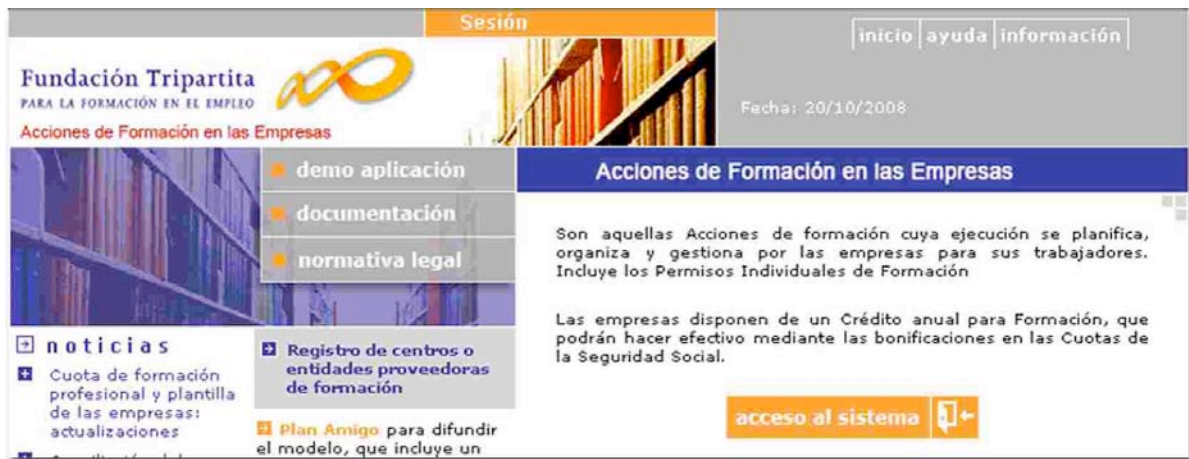 Sesión
inicio ayuda información
Fundación Tripartita
PARA LA FORMACIÓN EN EL EMPLEO
Acciones de Formación en las Empresas
Fecha: 20/10/2008
demo aplicación
documentación
normativa legal
Acciones de Formación en las Empresas
Son aquellas Acciones de formación cuya ejecución se planifica,
organiza y gestiona por las empresas para sus trabajadores.
Incluye los Permisos Individuales de Formación
Las empresas disponen de un Crédito anual para Formación, que
podrán hacer efectivo mediante las bonificaciones en las Cuotas de
la Seguridad Social.
acceso al sistema
noticias
Cuota de formación
profesional y plantilla
de las empresas:
actualizaciones
Registro de centros o
entidades proveedoras
de formación
Plan Amigo para difundir
el modelo, que incluye un